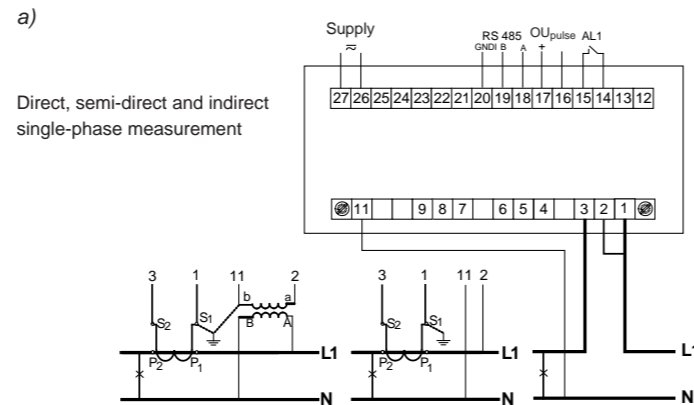 a)
Supply
≂
RS 485
OUpulse
AL1
GNDI B A +
Direct, semi-direct and indirect
single-phase measurement
27 26 25 24 23 22 21 20 19 18 17 16 15 14 13 12
11 9 8 7 6 5 4 3 2 1
3 1 11 2 3 1 11 2
b a
S2 S1 B A S2 S1
L1 L1 L1
P2 P1 P2 P1
N N N